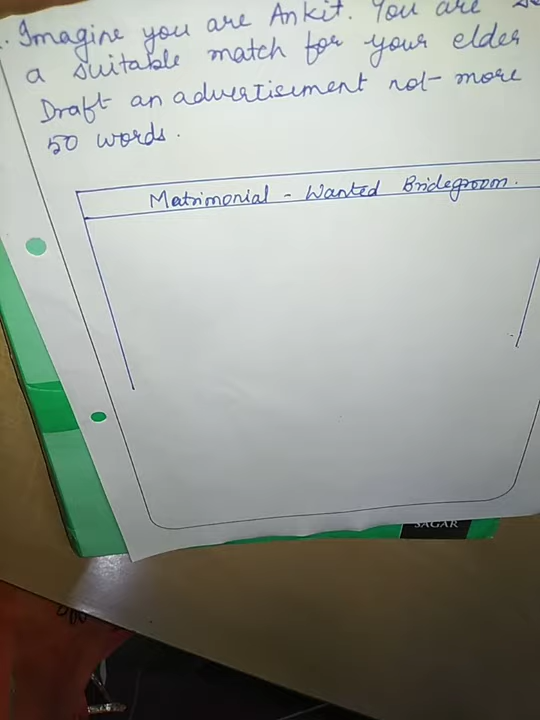 Imagine you are Ankit. You are
a suitable match for your elder
Draft an advertisement not more
50 words.
Matrimonial - Wanted Bridegroom.
SAGAR